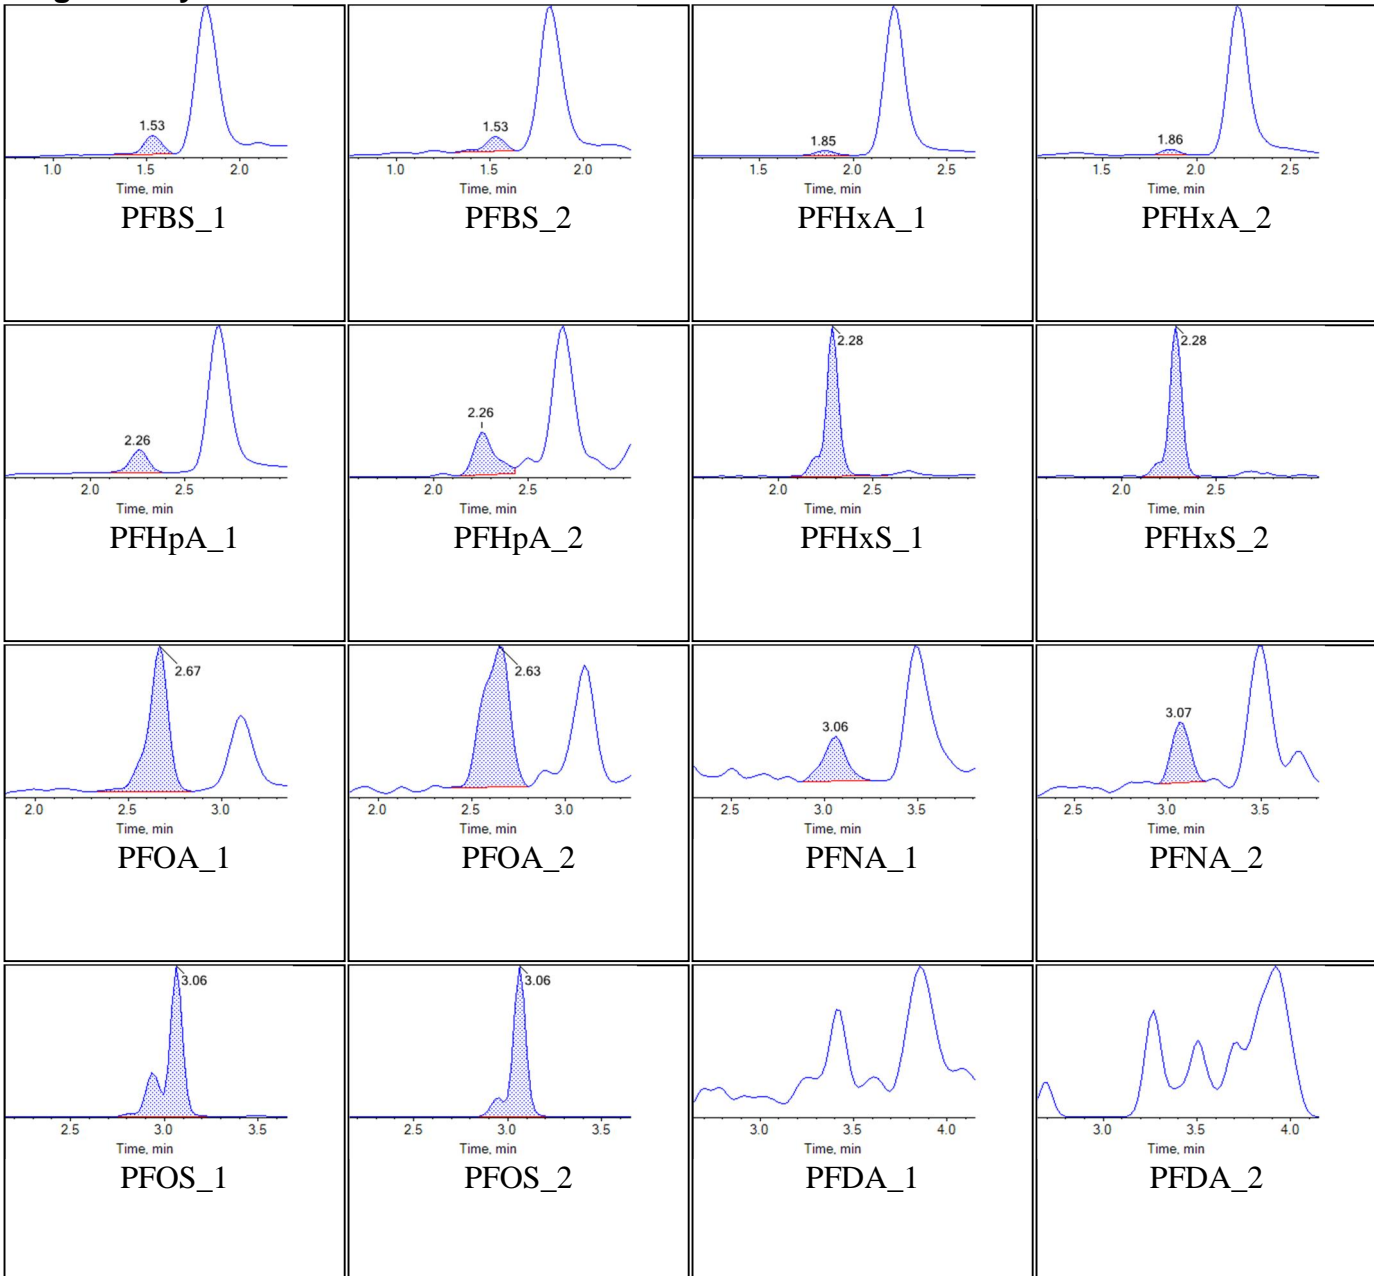 1.53
1.0 1.5 2.0
Time, min
PFBS_1
1.53
1.0 1.5 2.0
Time, min
PFBS_2
1.85
1.5 2.0 2.5
Time, min
PFHxA_1
1.86
1.5 2.0 2.5
Time, min
PFHxA_2
2.26
2.0 2.5
Time, min
PFHpA_1
2.26
2.0 2.5
Time, min
PFHpA_2
2.28
2.0 2.5
Time, min
PFHxS_1
2.28
2.0 2.5
Time, min
PFHxS_2
2.67
2.0 2.5 3.0
Time, min
PFOA_1
2.63
2.0 2.5 3.0
Time, min
PFOA_2
3.06
2.5 3.0 3.5
Time, min
PFNA_1
3.07
2.5 3.0 3.5
Time, min
PFNA_2
3.06
2.5 3.0 3.5
Time, min
PFOS_1
3.06
2.5 3.0 3.5
Time, min
PFOS_2
3.0 3.5 4.0
Time, min
PFDA_1
3.0 3.5 4.0
Time, min
PFDA_2